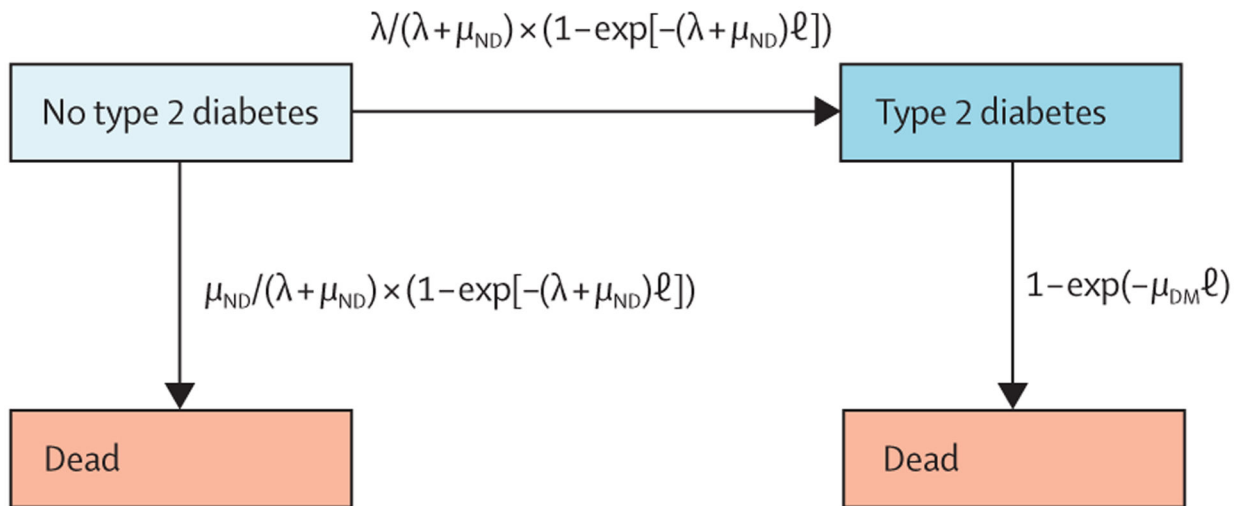 λ/(λ+μND)×(1−exp[−(λ+μND)ℓ])
No type 2 diabetes
Type 2 diabetes
μND/(λ+μND)×(1−exp[−(λ+μND)ℓ])
1−exp(−μDMℓ)
Dead
Dead